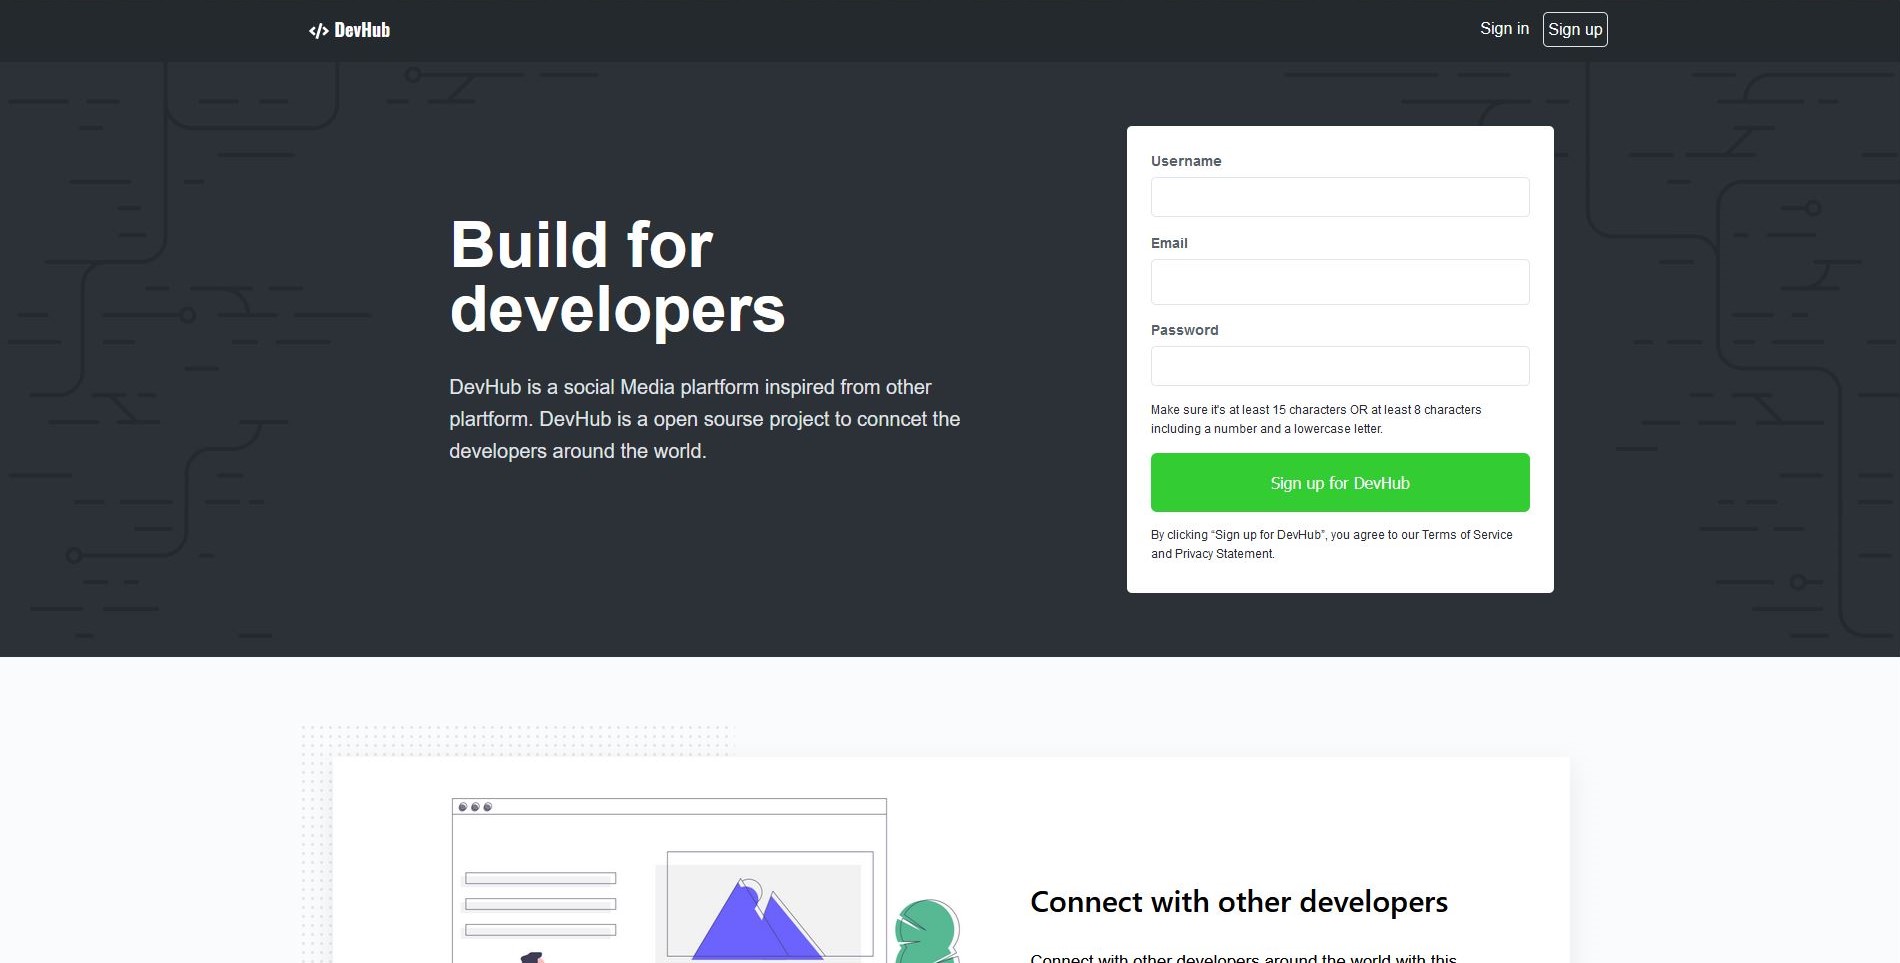 </> DevHub
Sign in
Sign up
Build for
developers
DevHub is a social Media plartform inspired from other
plartform. DevHub is a open sourse project to conncet the
developers around the world.
Username
Email
Password
Make sure it's at least 15 characters OR at least 8 characters
including a number and a lowercase letter.
Sign up for DevHub
By clicking “Sign up for DevHub”, you agree to our Terms of Service
and Privacy Statement.
Connect with other developers
Connect with other developers around the world with this